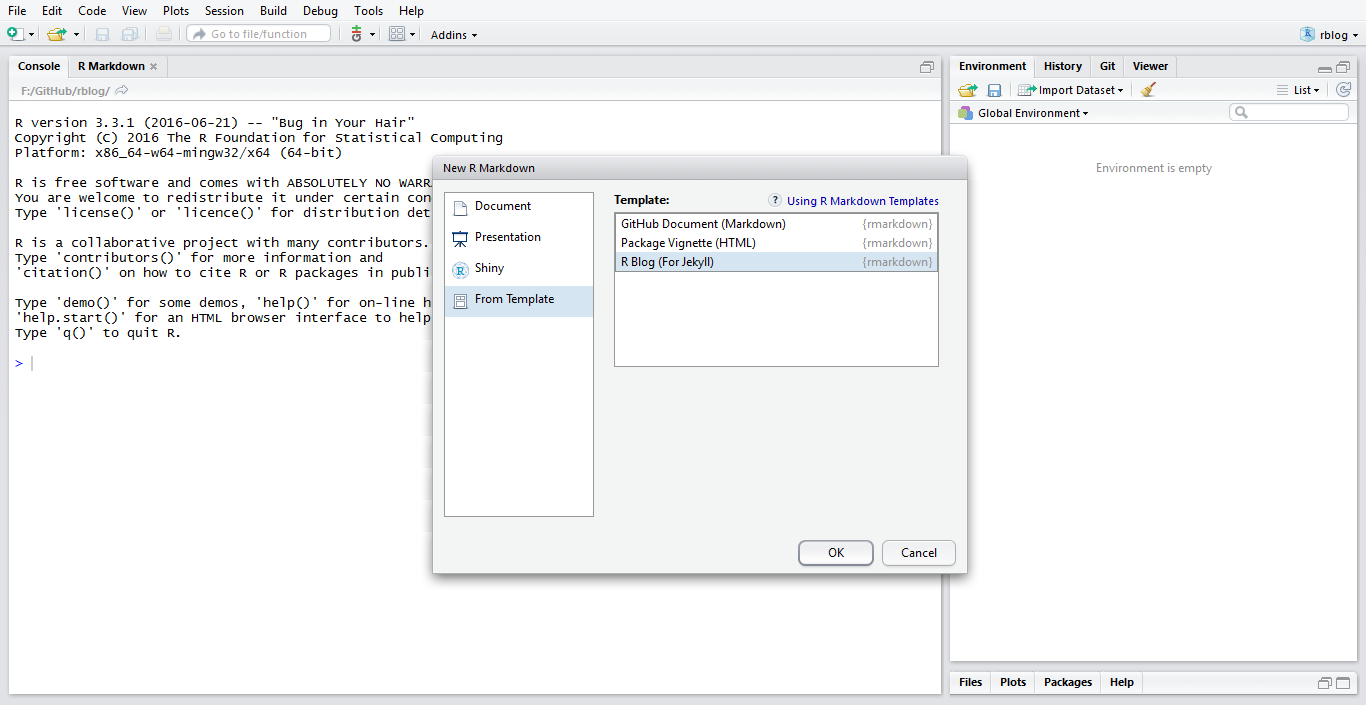 File Edit Code View Plots Session Build Debug Tools Help
Go to file/function Addins rblog
Console R Markdown
F:/GitHub/rblog/
R version 3.3.1 (2016-06-21) -- "Bug in Your Hair"
Copyright (C) 2016 The R Foundation for Statistical Computing
Platform: x86_64-w64-mingw32/x64 (64-bit)
R is free software and comes with ABSOLUTELY NO WARR
You are welcome to redistribute it under certain con
Type 'license()' or 'licence()' for distribution det
R is a collaborative project with many contributors.
Type 'contributors()' for more information and
'citation()' on how to cite R or R packages in publi
Type 'demo()' for some demos, 'help()' for on-line h
'help.start()' for an HTML browser interface to help
Type 'q()' to quit R.
>
New R Markdown
Document
Presentation
Shiny
From Template
Template: ? Using R Markdown Templates
GitHub Document (Markdown) {rmarkdown}
Package Vignette (HTML) {rmarkdown}
R Blog (For Jekyll) {rmarkdown}
OK Cancel
Environment History Git Viewer
Import Dataset List
Global Environment
Environment is empty
Files Plots Packages Help